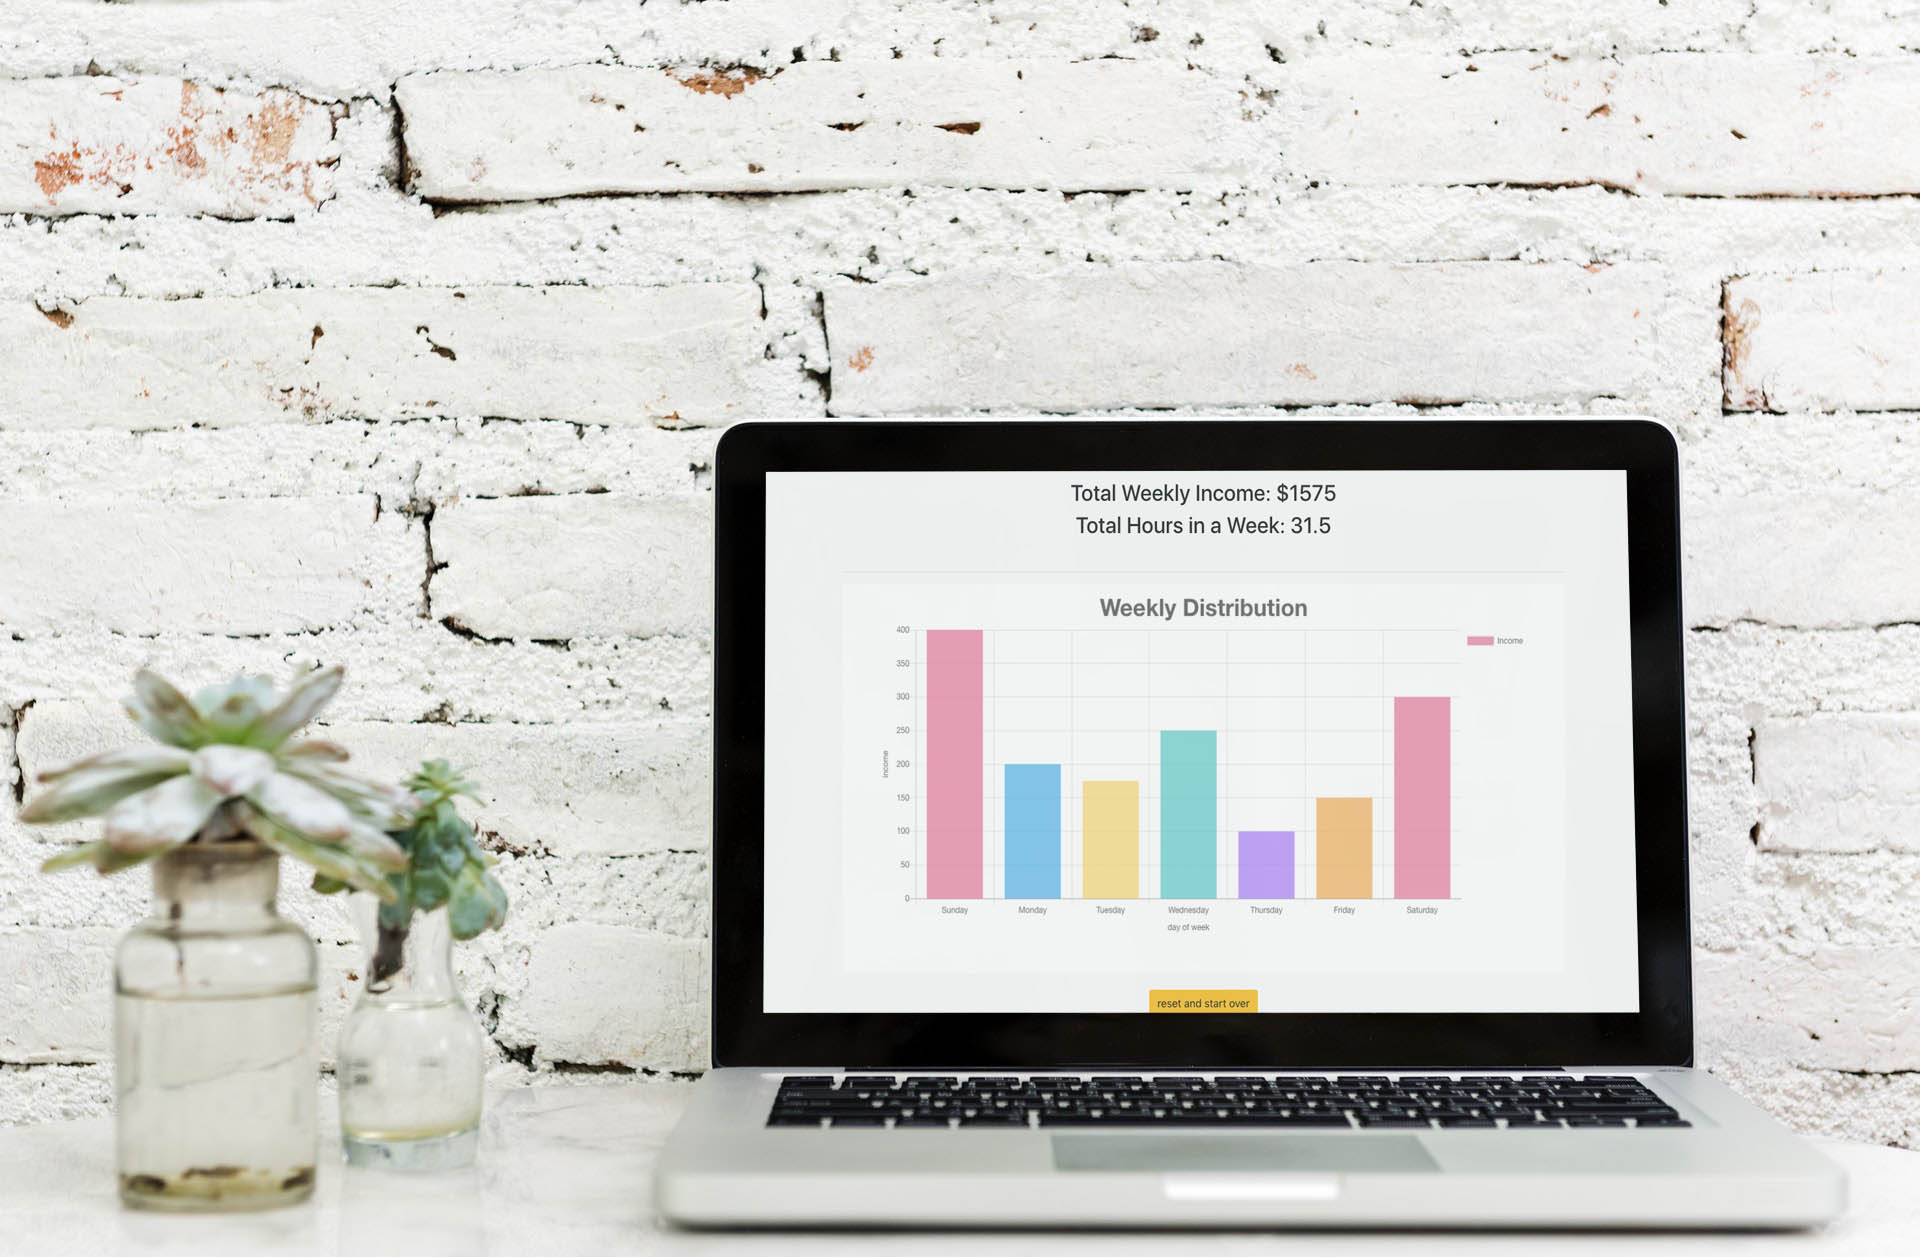 Total Weekly Income: $1575
Total Hours in a Week: 31.5
Weekly Distribution
Income
400
350
300
250
200
150
100
50
0
Income
Sunday Monday Tuesday Wednesday Thursday Friday Saturday
day of week
reset and start over